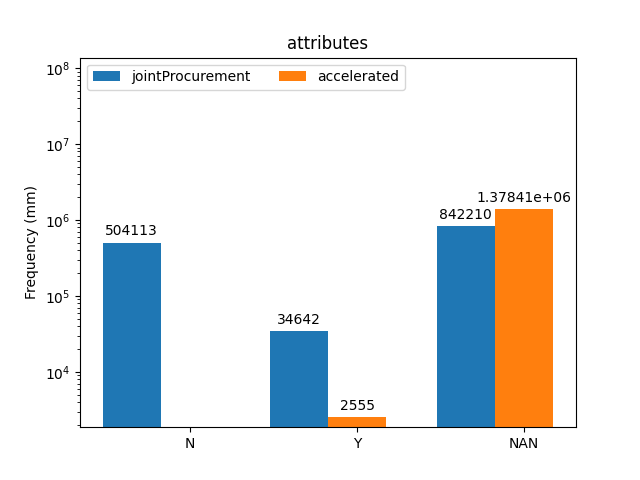 attributes
jointProcurement accelerated
10^8
10^7
10^6
10^5
10^4
Frequency (mm)
504113
34642
2555
842210
1.37841e+06
N Y NAN